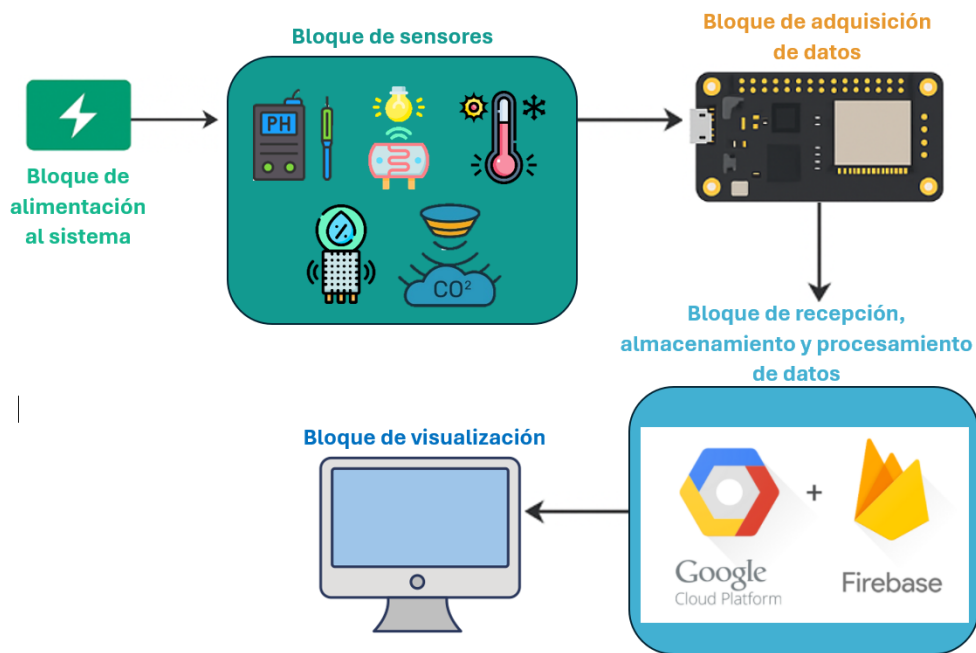 Bloque de sensores
Bloque de adquisición
de datos
PH
%
CO²
Bloque de
alimentación
al sistema
Bloque de recepción,
almacenamiento y procesamiento
de datos
Bloque de visualización
+
Google
Cloud Platform
Firebase